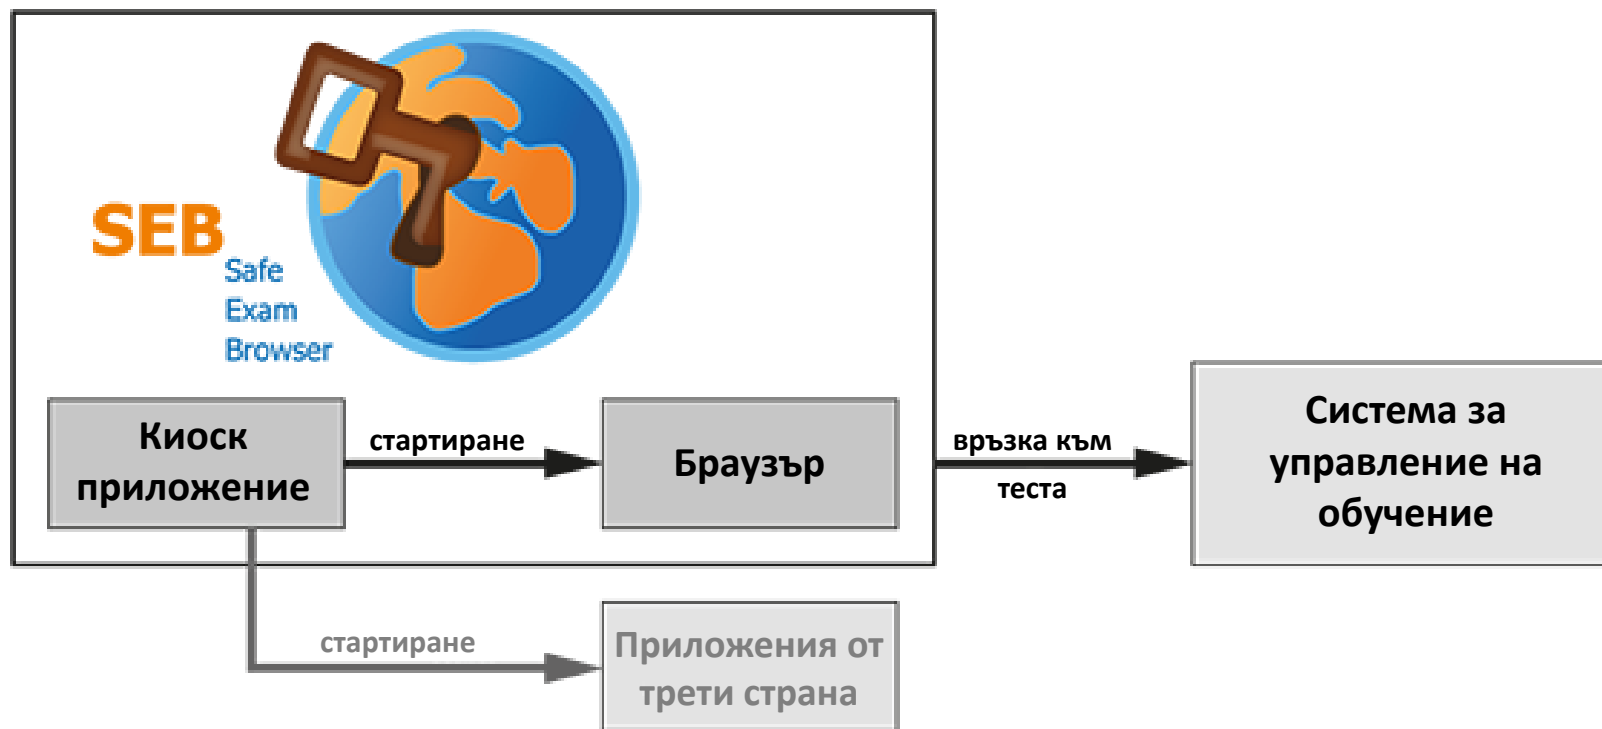 SEB
Safe
Exam
Browser
Киоск
приложение
стартиране
Браузър
връзка към
теста
Система за
управление на
обучение
стартиране
Приложения от
трети страна